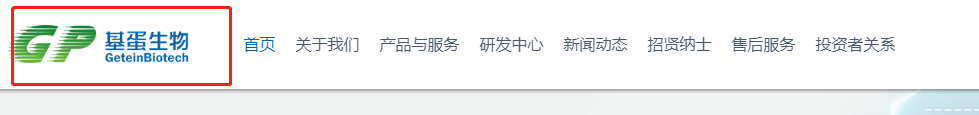 GP 基蛋生物
GeteinBiotech
首页 关于我们 产品与服务 研发中心 新闻动态 招贤纳士 售后服务 投资者关系